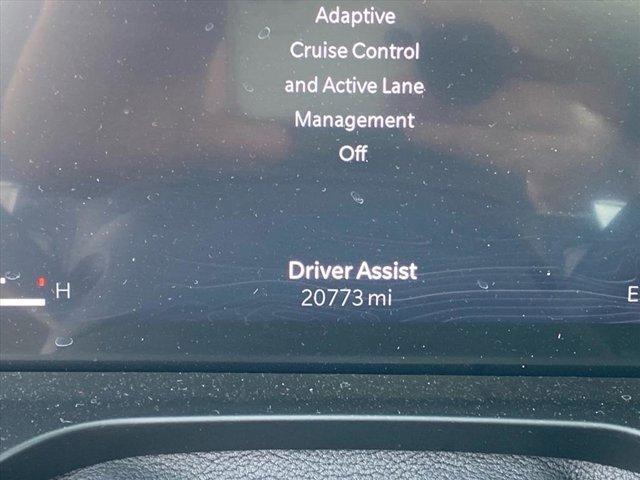 Adaptive
Cruise Control
and Active Lane
Management
Off
Driver Assist
20773 mi
H
E